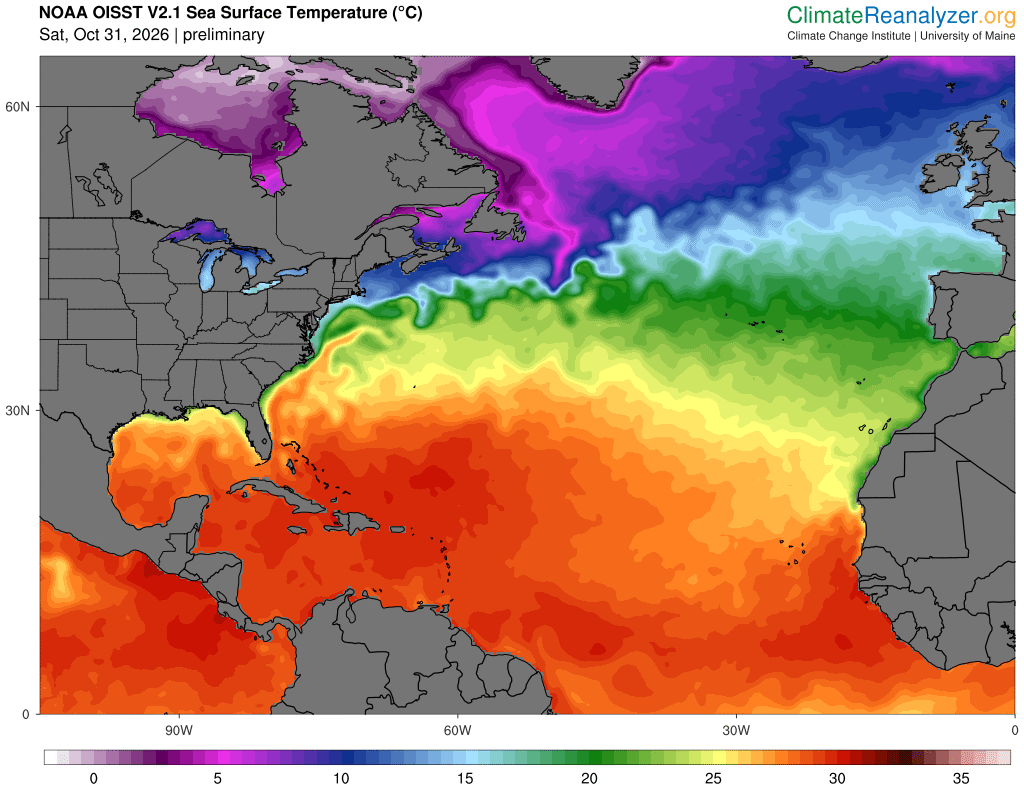 NOAA OISST V2.1 Sea Surface Temperature (°C)
Sat, Oct 31, 2026 | preliminary
ClimateReanalyzer.org
Climate Change Institute | University of Maine
60N
30N
0
90W
60W
30W
0
0
5
10
15
20
25
30
35